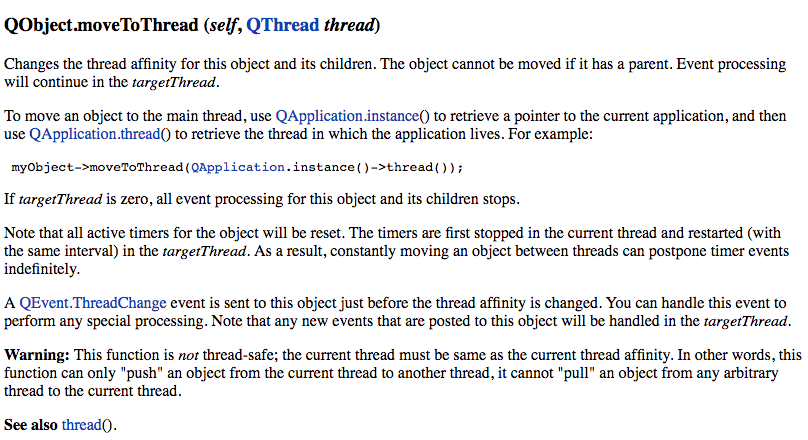 QObject.moveToThread (self, QThread thread)
Changes the thread affinity for this object and its children. The object cannot be moved if it has a parent. Event processing
will continue in the targetThread.
To move an object to the main thread, use QApplication.instance() to retrieve a pointer to the current application, and then
use QApplication.thread() to retrieve the thread in which the application lives. For example:
myObject->moveToThread(QApplication.instance()->thread());
If targetThread is zero, all event processing for this object and its children stops.
Note that all active timers for the object will be reset. The timers are first stopped in the current thread and restarted (with
the same interval) in the targetThread. As a result, constantly moving an object between threads can postpone timer events
indefinitely.
A QEvent.ThreadChange event is sent to this object just before the thread affinity is changed. You can handle this event to
perform any special processing. Note that any new events that are posted to this object will be handled in the targetThread.
Warning: This function is not thread-safe; the current thread must be same as the current thread affinity. In other words, this
function can only "push" an object from the current thread to another thread, it cannot "pull" an object from any arbitrary
thread to the current thread.
See also thread().